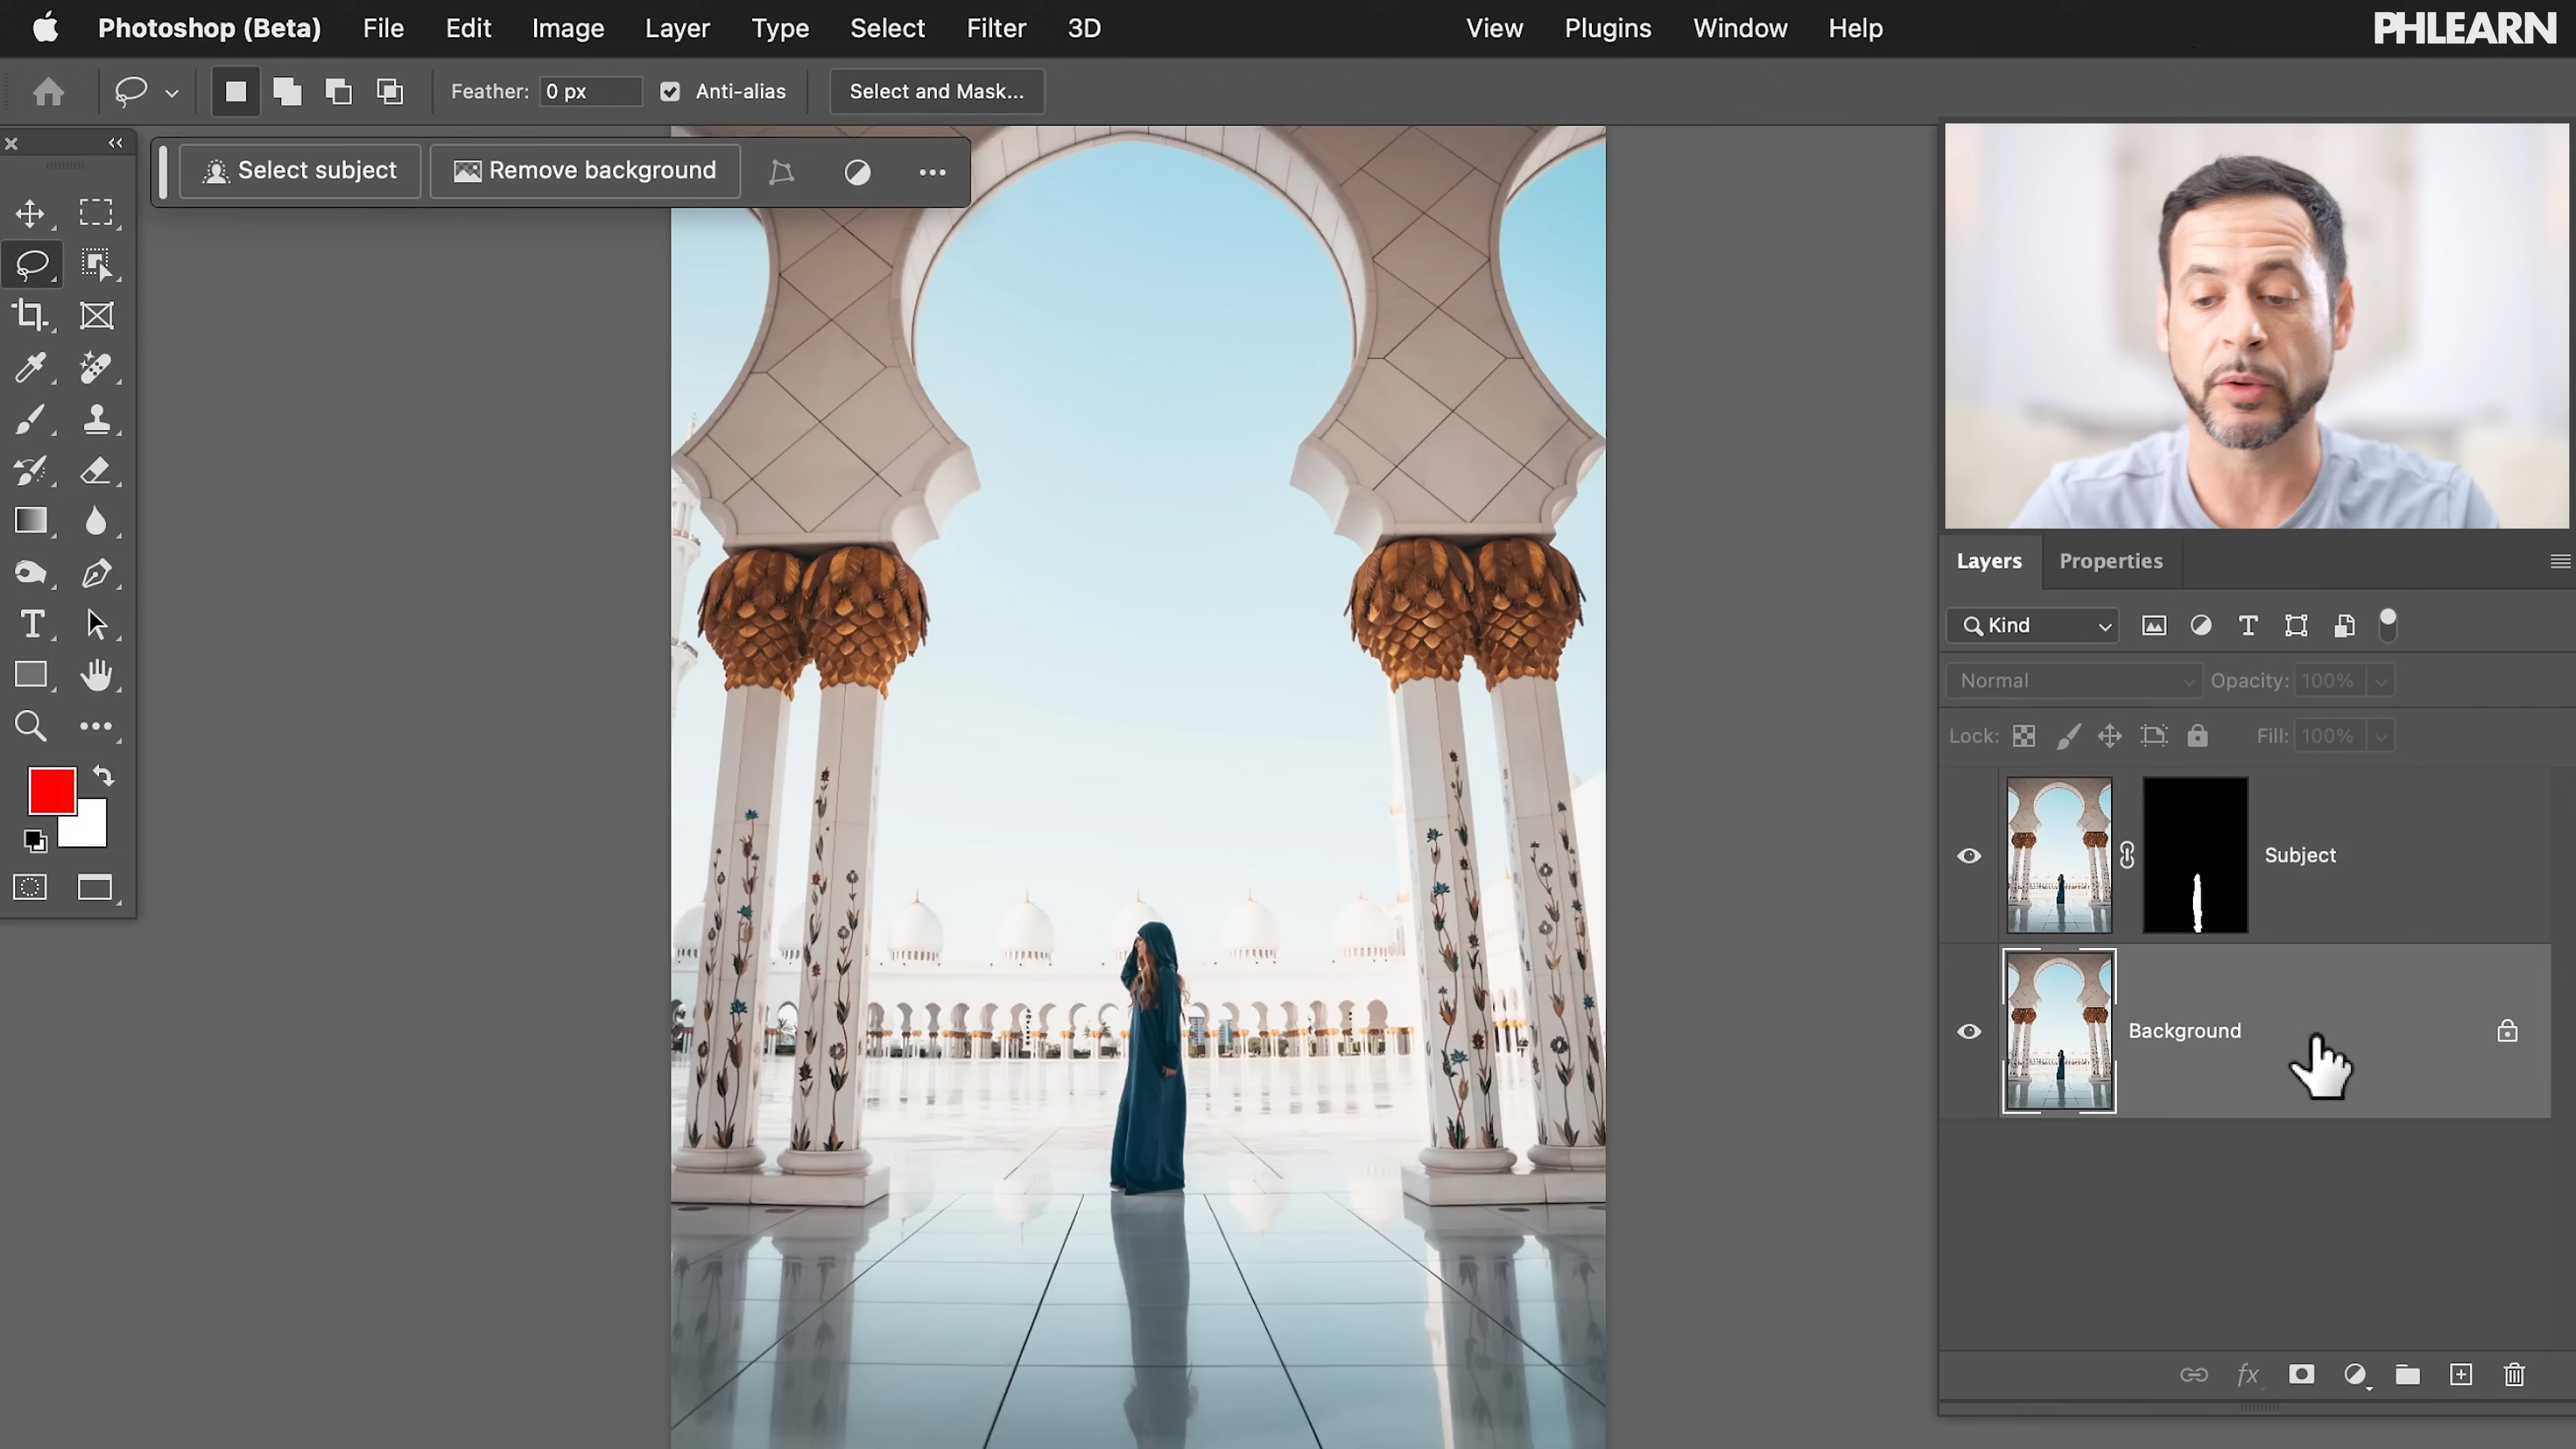 Photoshop (Beta) File Edit Image Layer Type Select Filter 3D View Plugins Window Help
PHLEARN
Feather: 0 px Anti-alias Select and Mask...
Select subject Remove background
Layers Properties
Kind
Normal Opacity: 100%
Lock: Fill: 100%
Subject
Background
fx